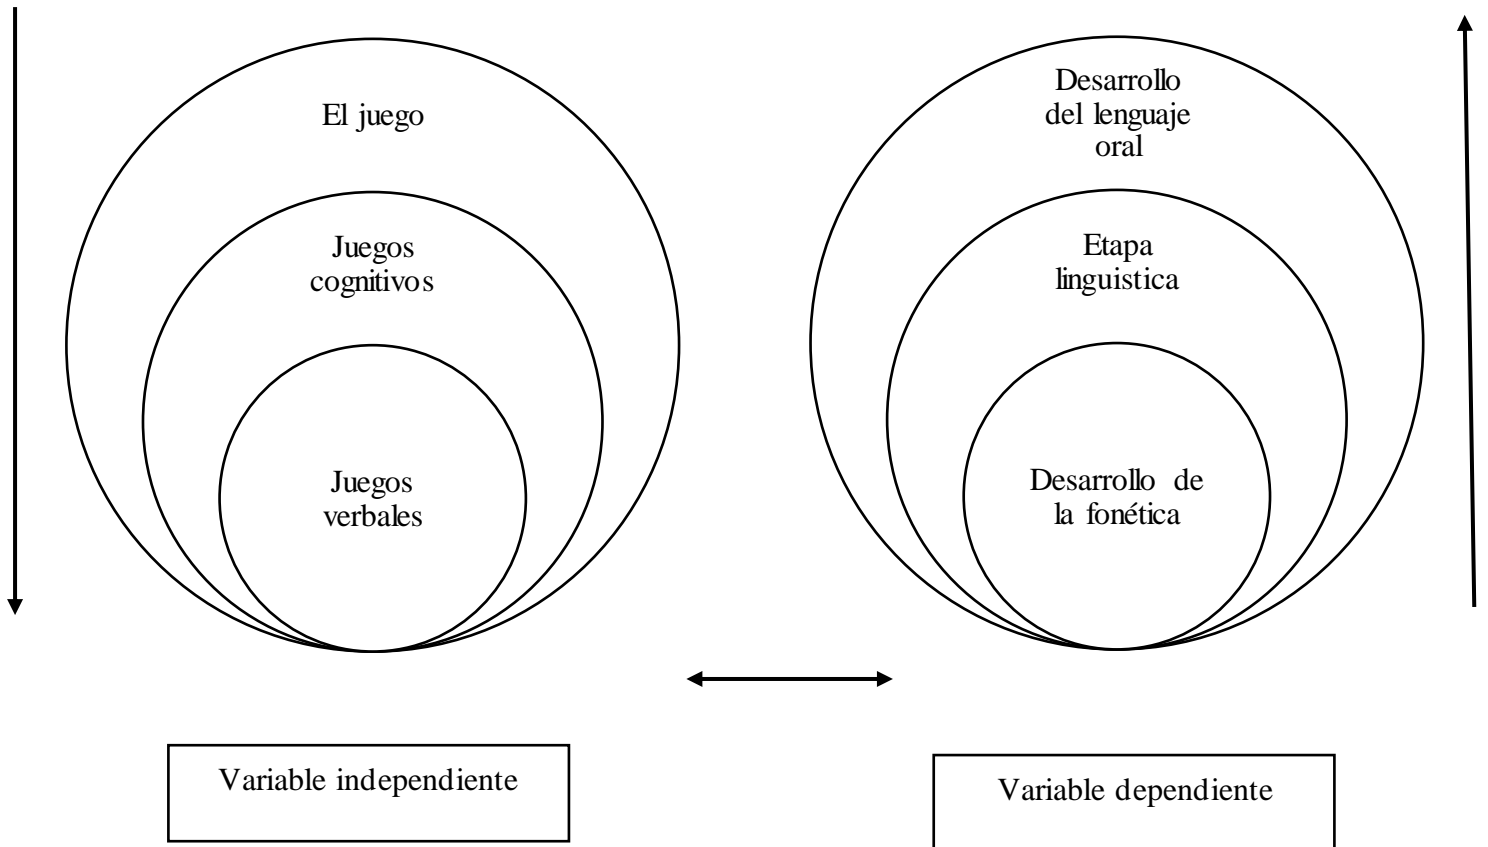 El juego
Juegos
cognitivos
Juegos
verbales
Variable independiente
Desarrollo
del lenguaje
oral
Etapa
linguistica
Desarrollo de
la fonética
Variable dependiente